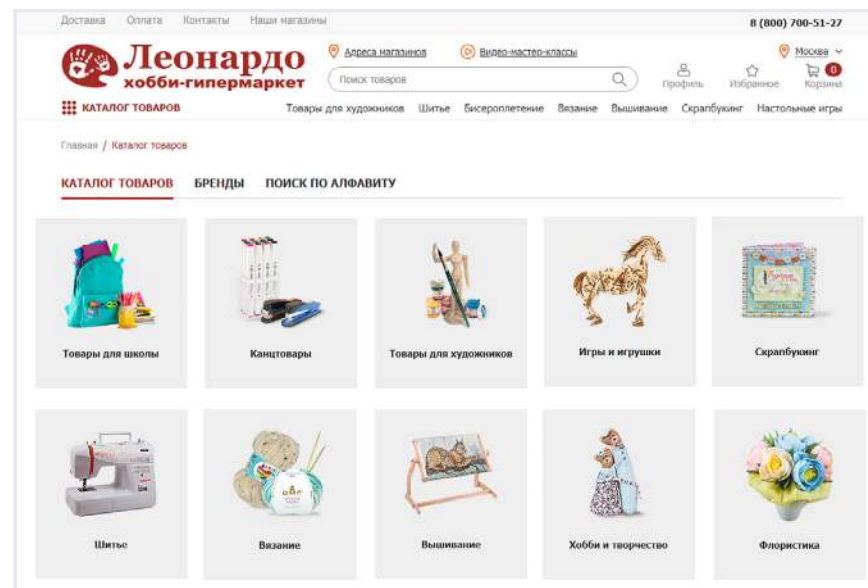 Доставка Оплата Контакты Наши магазины 8 (800) 700-51-27
Леонардо
хобби-гипермаркет
Адреса магазинов Видео-мастер-классы Москва
Поиск товаров Профиль Избранное 0 Корзина
КАТАЛОГ ТОВАРОВ Товары для художников Шитье Бисероплетение Вязание Вышивание Скрапбукинг Настольные игры
Главная / Каталог товаров
КАТАЛОГ ТОВАРОВ БРЕНДЫ ПОИСК ПО АЛФАВИТУ
Товары для школы Канцтовары Товары для художников Игры и игрушки Скрапбукинг
Шитье Вязание Вышивание Хобби и творчество Флористика